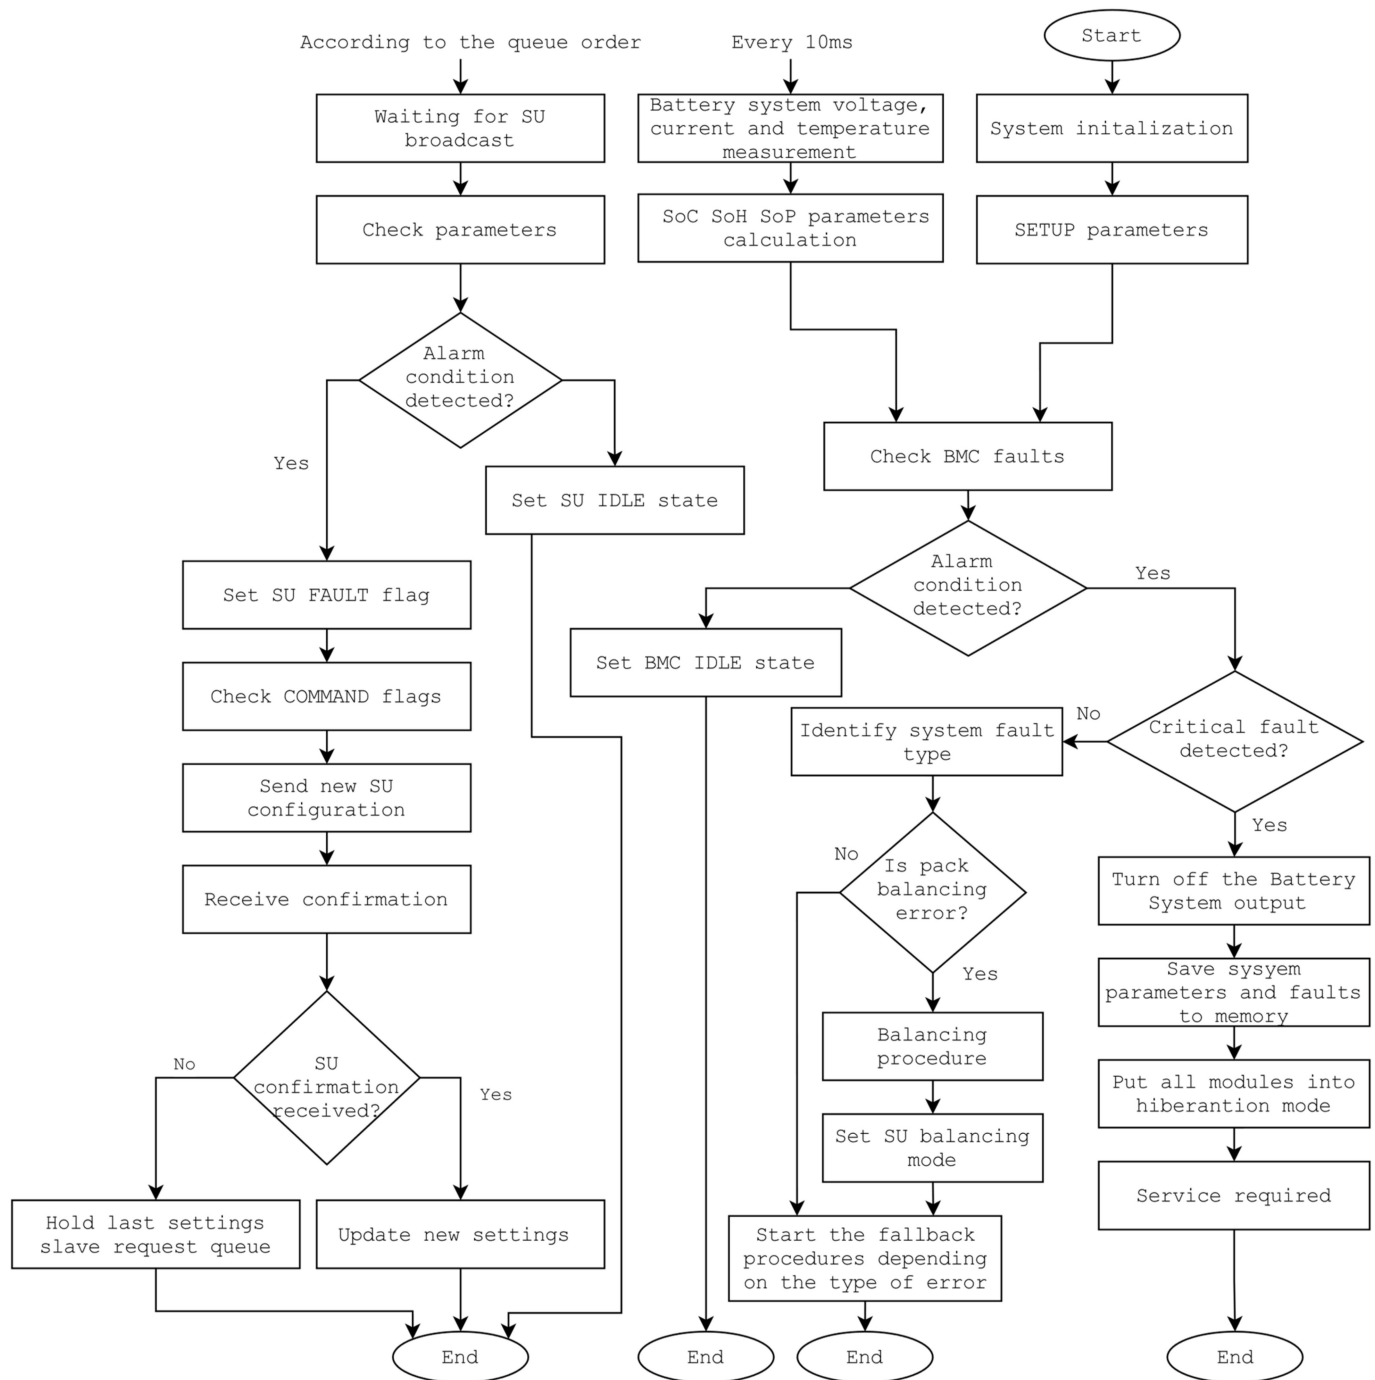 According to the queue order
Every 10ms
Start
Waiting for SU
broadcast
Battery system voltage,
current and temperature
measurement
System initalization
Check parameters
SoC SoH SoP parameters
calculation
SETUP parameters
Alarm
condition
detected?
Yes
Set SU IDLE state
Check BMC faults
Alarm
condition
detected?
Yes
Set SU FAULT flag
Set BMC IDLE state
Check COMMAND flags
Identify system fault
type
No
Critical fault
detected?
Send new SU
configuration
Yes
No
Is pack
balancing
error?
Turn off the Battery
System output
Receive confirmation
Yes
Save sysyem
parameters and faults
to memory
Balancing
procedure
No
SU
confirmation
received?
Yes
Put all modules into
hiberantion mode
Set SU balancing
mode
Service required
Hold last settings
slave request queue
Update new settings
Start the fallback
procedures depending
on the type of error
End
End
End
End